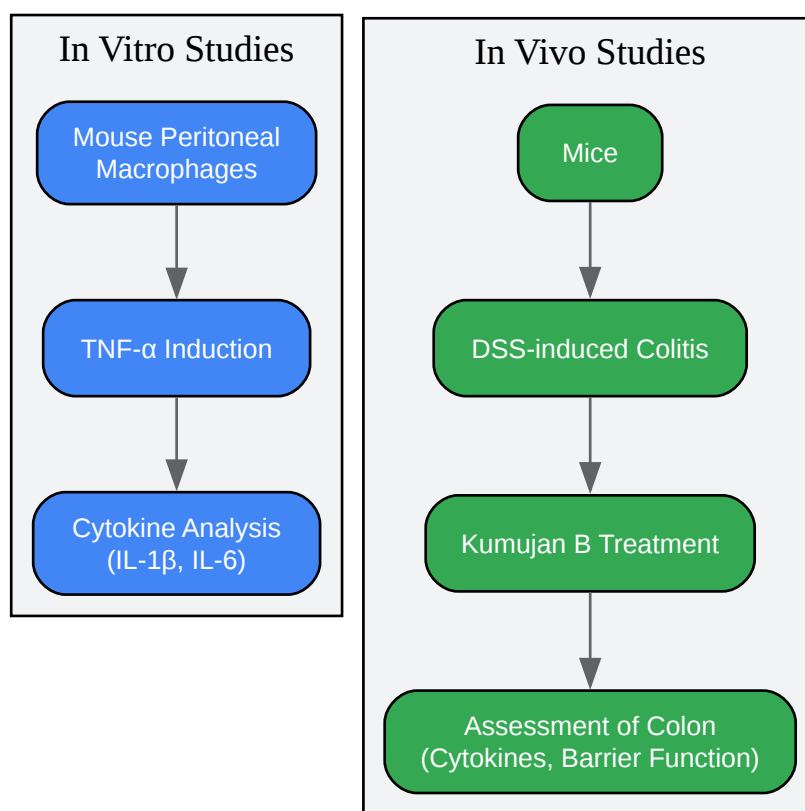 In Vitro Studies
Mouse Peritoneal
Macrophages
TNF-α Induction
Cytokine Analysis
(IL-1β, IL-6)
In Vivo Studies
Mice
DSS-induced Colitis
Kumujan B Treatment
Assessment of Colon
(Cytokines, Barrier Function)